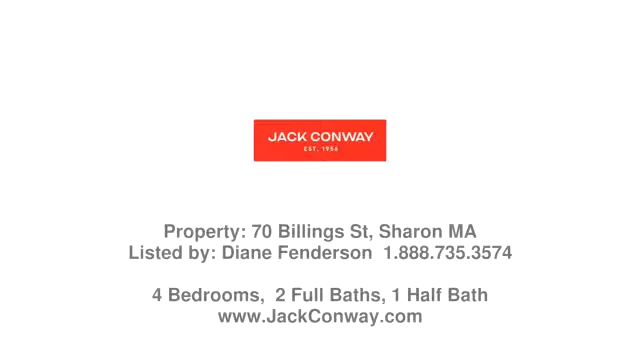 JACK CONWAY
EST. 1956
Property: 70 Billings St, Sharon MA
Listed by: Diane Fenderson  1.888.735.3574
4 Bedrooms,  2 Full Baths, 1 Half Bath
www.JackConway.com